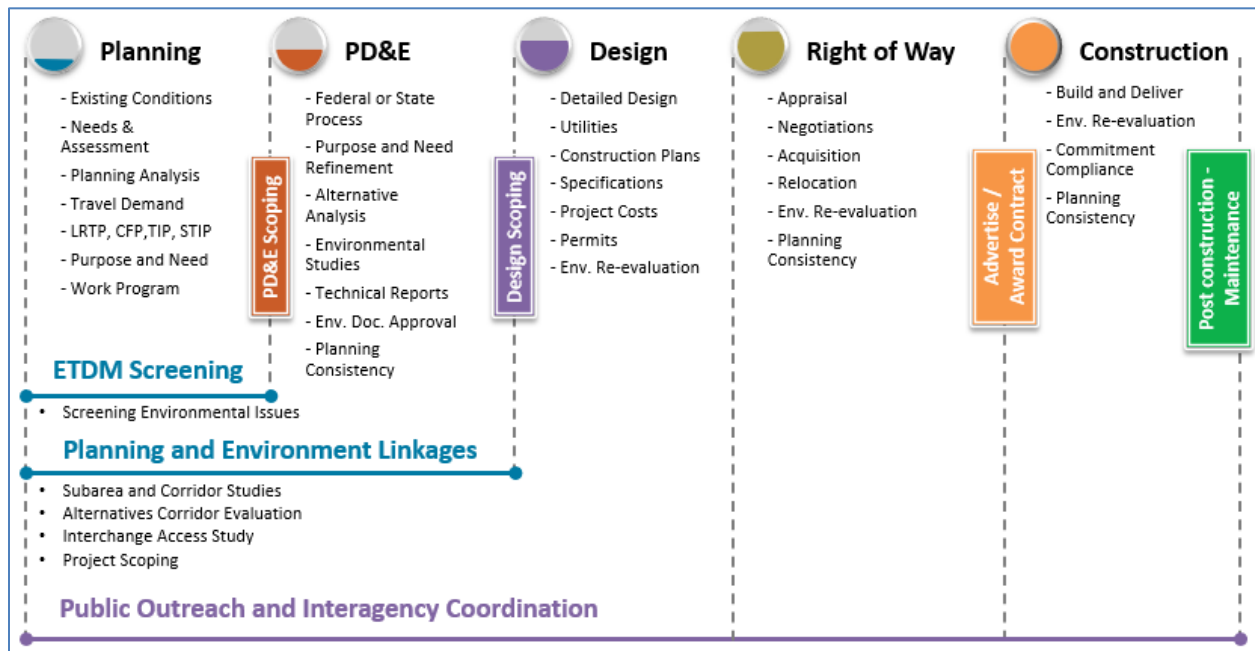 Planning
- Existing Conditions
- Needs &
Assessment
- Planning Analysis
- Travel Demand
- LRTP, CFP,TIP, STIP
- Purpose and Need
- Work Program
PD&E Scoping
PD&E
- Federal or State
Process
- Purpose and Need
Refinement
- Alternative
Analysis
- Environmental
Studies
- Technical Reports
- Env. Doc. Approval
- Planning
Consistency
Design Scoping
Design
- Detailed Design
- Utilities
- Construction Plans
- Specifications
- Project Costs
- Permits
- Env. Re-evaluation
Right of Way
- Appraisal
- Negotiations
- Acquisition
- Relocation
- Env. Re-evaluation
- Planning
Consistency
Advertise /
Award Contract
Construction
- Build and Deliver
- Env. Re-evaluation
- Commitment
Compliance
- Planning
Consistency
Post construction -
Maintenance
ETDM Screening
• Screening Environmental Issues
Planning and Environment Linkages
• Subarea and Corridor Studies
• Alternatives Corridor Evaluation
• Interchange Access Study
• Project Scoping
Public Outreach and Interagency Coordination